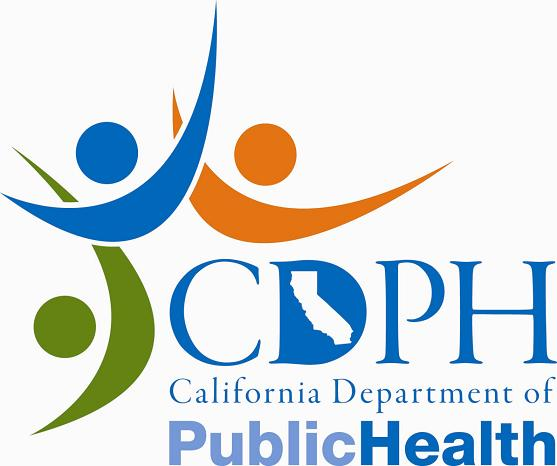 CDPH
California Department of
PublicHealth